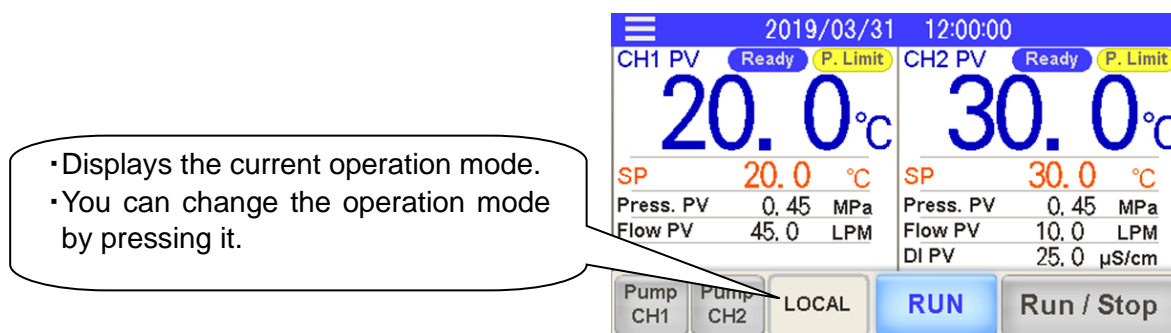 ・Displays the current operation mode.
・You can change the operation mode
by pressing it.
2019/03/31 12:00:00
CH1 PV Ready P. Limit
20.0℃
SP 20.0 ℃
Press. PV 0.45 MPa
Flow PV 45.0 LPM
CH2 PV Ready P. Limit
30.0℃
SP 30.0 ℃
Press. PV 0.45 MPa
Flow PV 10.0 LPM
DI PV 25.0 µS/cm
Pump
CH1
Pump
CH2
LOCAL
RUN
Run / Stop